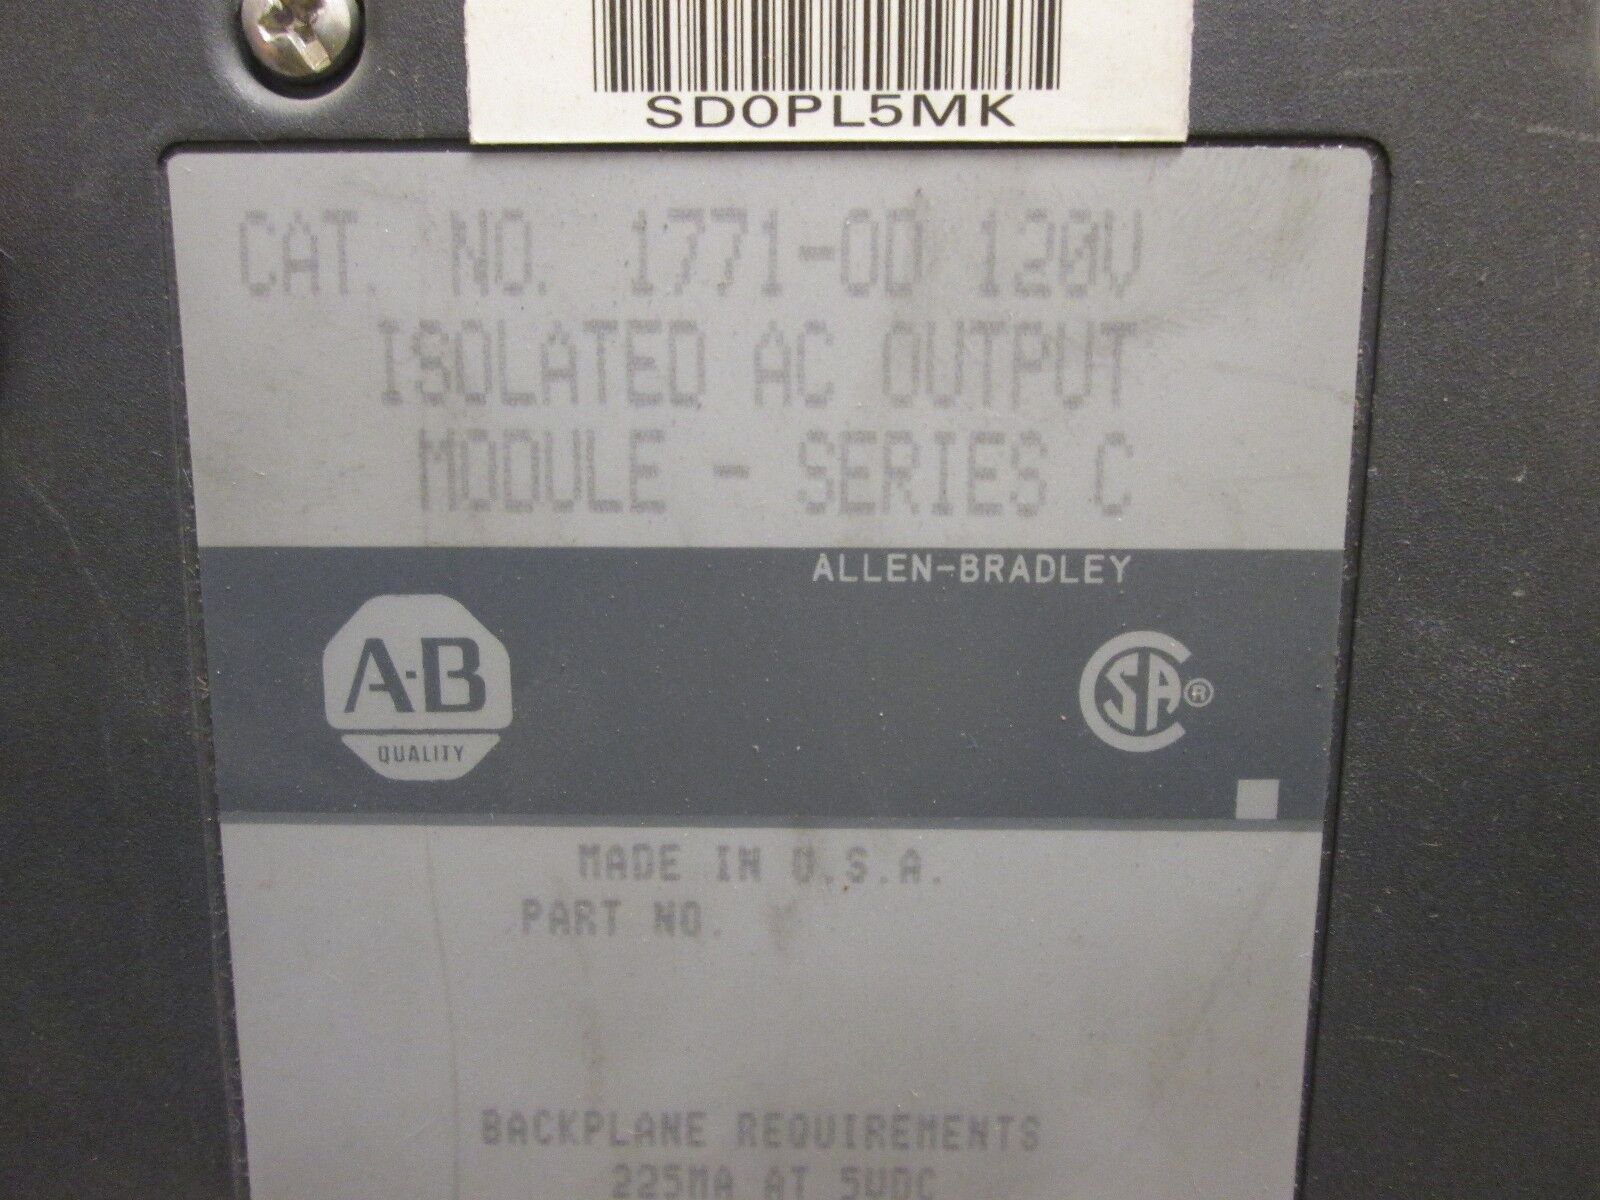 SD0PL5MK
CAT. NO. 1771-OD 120V
ISOLATED AC OUTPUT
MODULE - SERIES C
ALLEN-BRADLEY
A-B
QUALITY
CSA®
MADE IN U.S.A.
PART NO.
BACKPLANE REQUIREMENTS
225MA AT 5VDC